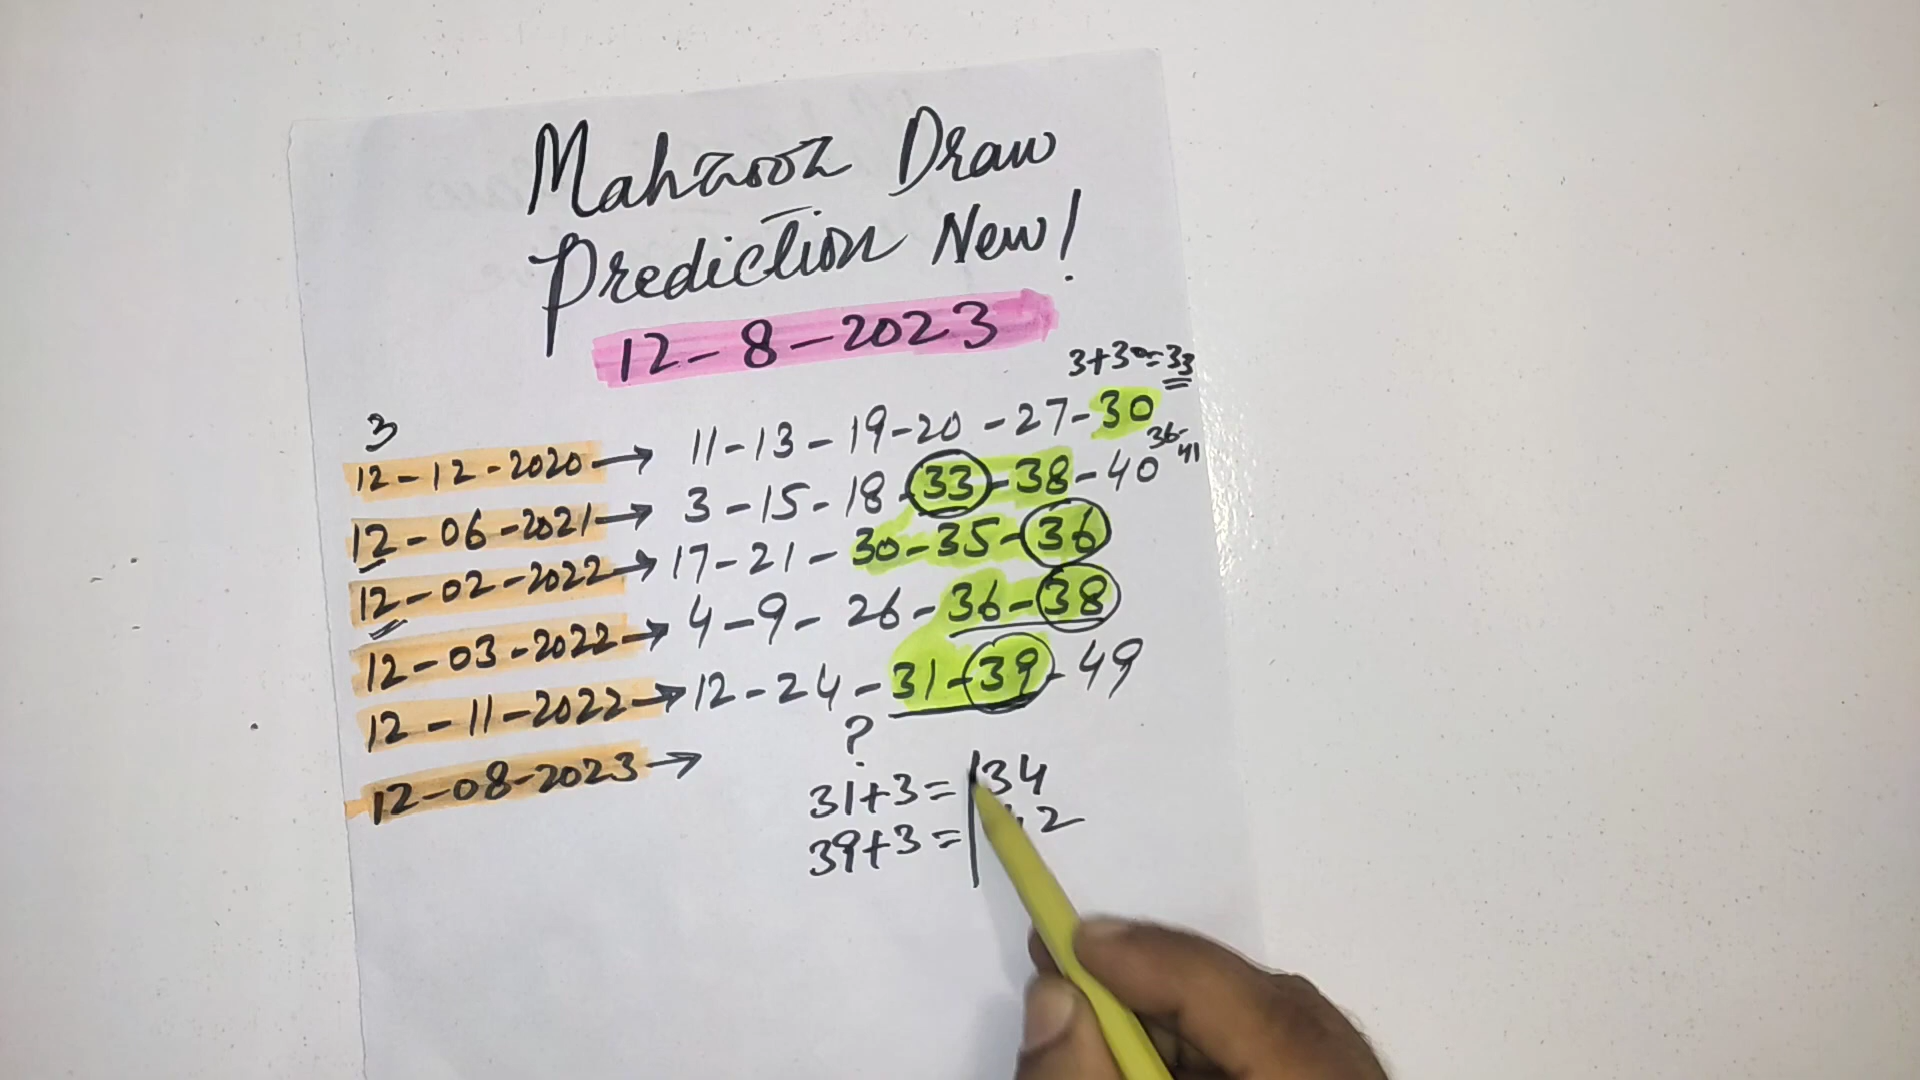 Mahzooz Draw
Prediction New!
12-8-2023
3+30=33
3
12-12-2020 → 11-13-19-20-27-30
36-
41
12-06-2021 → 3-15-18-33-38-40
12-02-2022 → 17-21-30-35-36
12-03-2022 → 4-9-26-36-38
12-11-2022 → 12-24-31-39-49
?
12-08-2023 →
31+3=34
39+3=